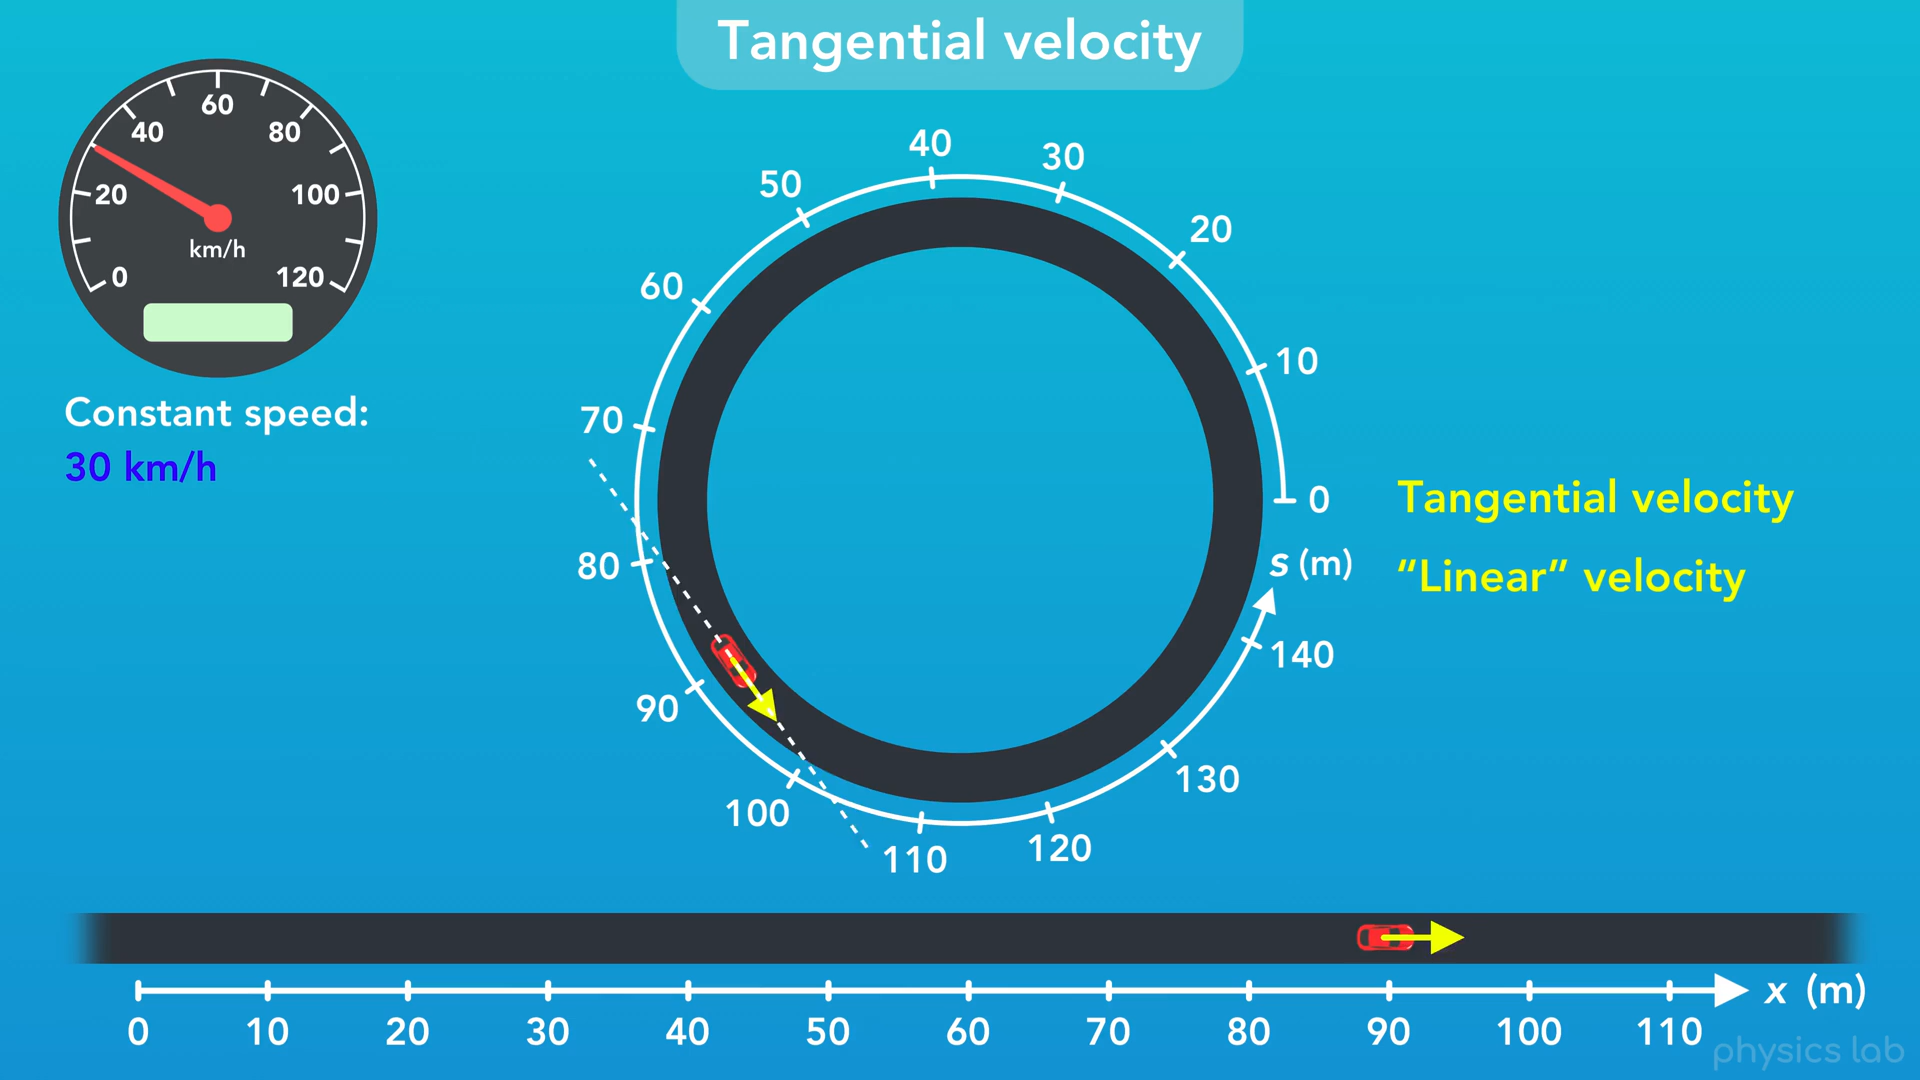 Tangential velocity
0
20
40
60
80
100
120
km/h
Constant speed:
30 km/h
0
10
20
30
40
50
60
70
80
90
100
110
120
130
140
s (m)
Tangential velocity
“Linear” velocity
0 10 20 30 40 50 60 70 80 90 100 110
x (m)
physics lab